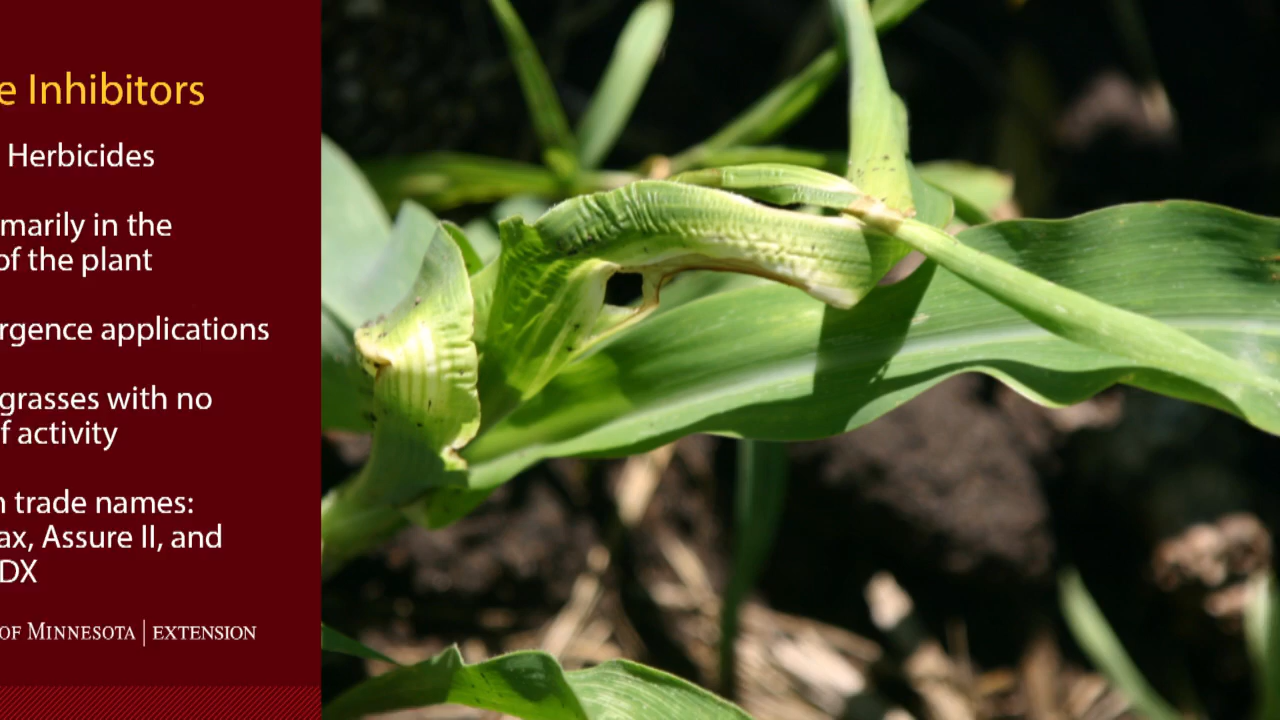 e Inhibitors
Herbicides
marily in the
of the plant
rgence applications
grasses with no
f activity
n trade names:
ax, Assure II, and
DX
OF MINNESOTA | EXTENSION